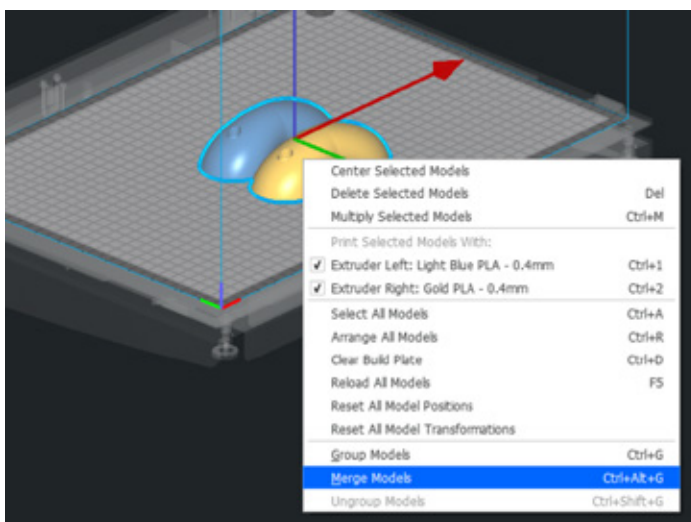 Center Selected Models
Delete Selected Models Del
Multiply Selected Models Ctrl+M
Print Selected Models With:
Extruder Left: Light Blue PLA - 0.4mm Ctrl+1
Extruder Right: Gold PLA - 0.4mm Ctrl+2
Select All Models Ctrl+A
Arrange All Models Ctrl+R
Clear Build Plate Ctrl+D
Reload All Models F5
Reset All Model Positions
Reset All Model Transformations
Group Models Ctrl+G
Merge Models Ctrl+Alt+G
Ungroup Models Ctrl+Shift+G